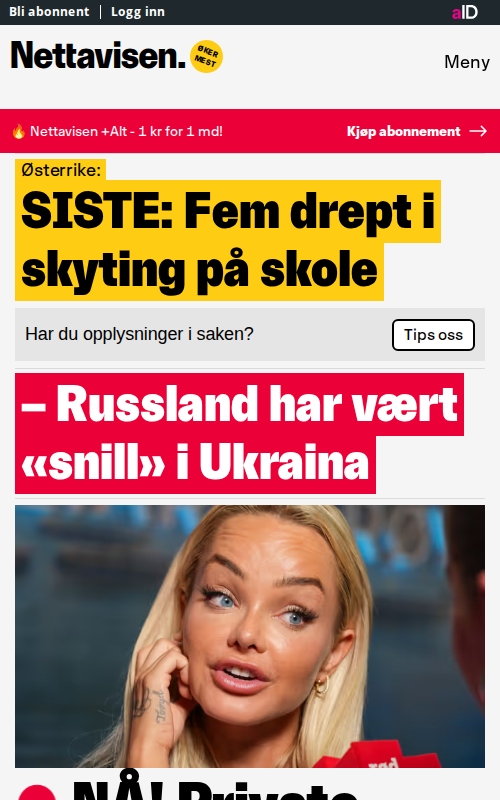 Bli abonnent
Logg inn
aID
Nettavisen.
ØKER
MEST
Meny
🔥 Nettavisen +Alt - 1 kr for 1 md!
Kjøp abonnement →
Østerrike:
SISTE: Fem drept i
skyting på skole
Har du opplysninger i saken?
Tips oss
– Russland har vært
«snill» i Ukraina
rød
NÅ! Private